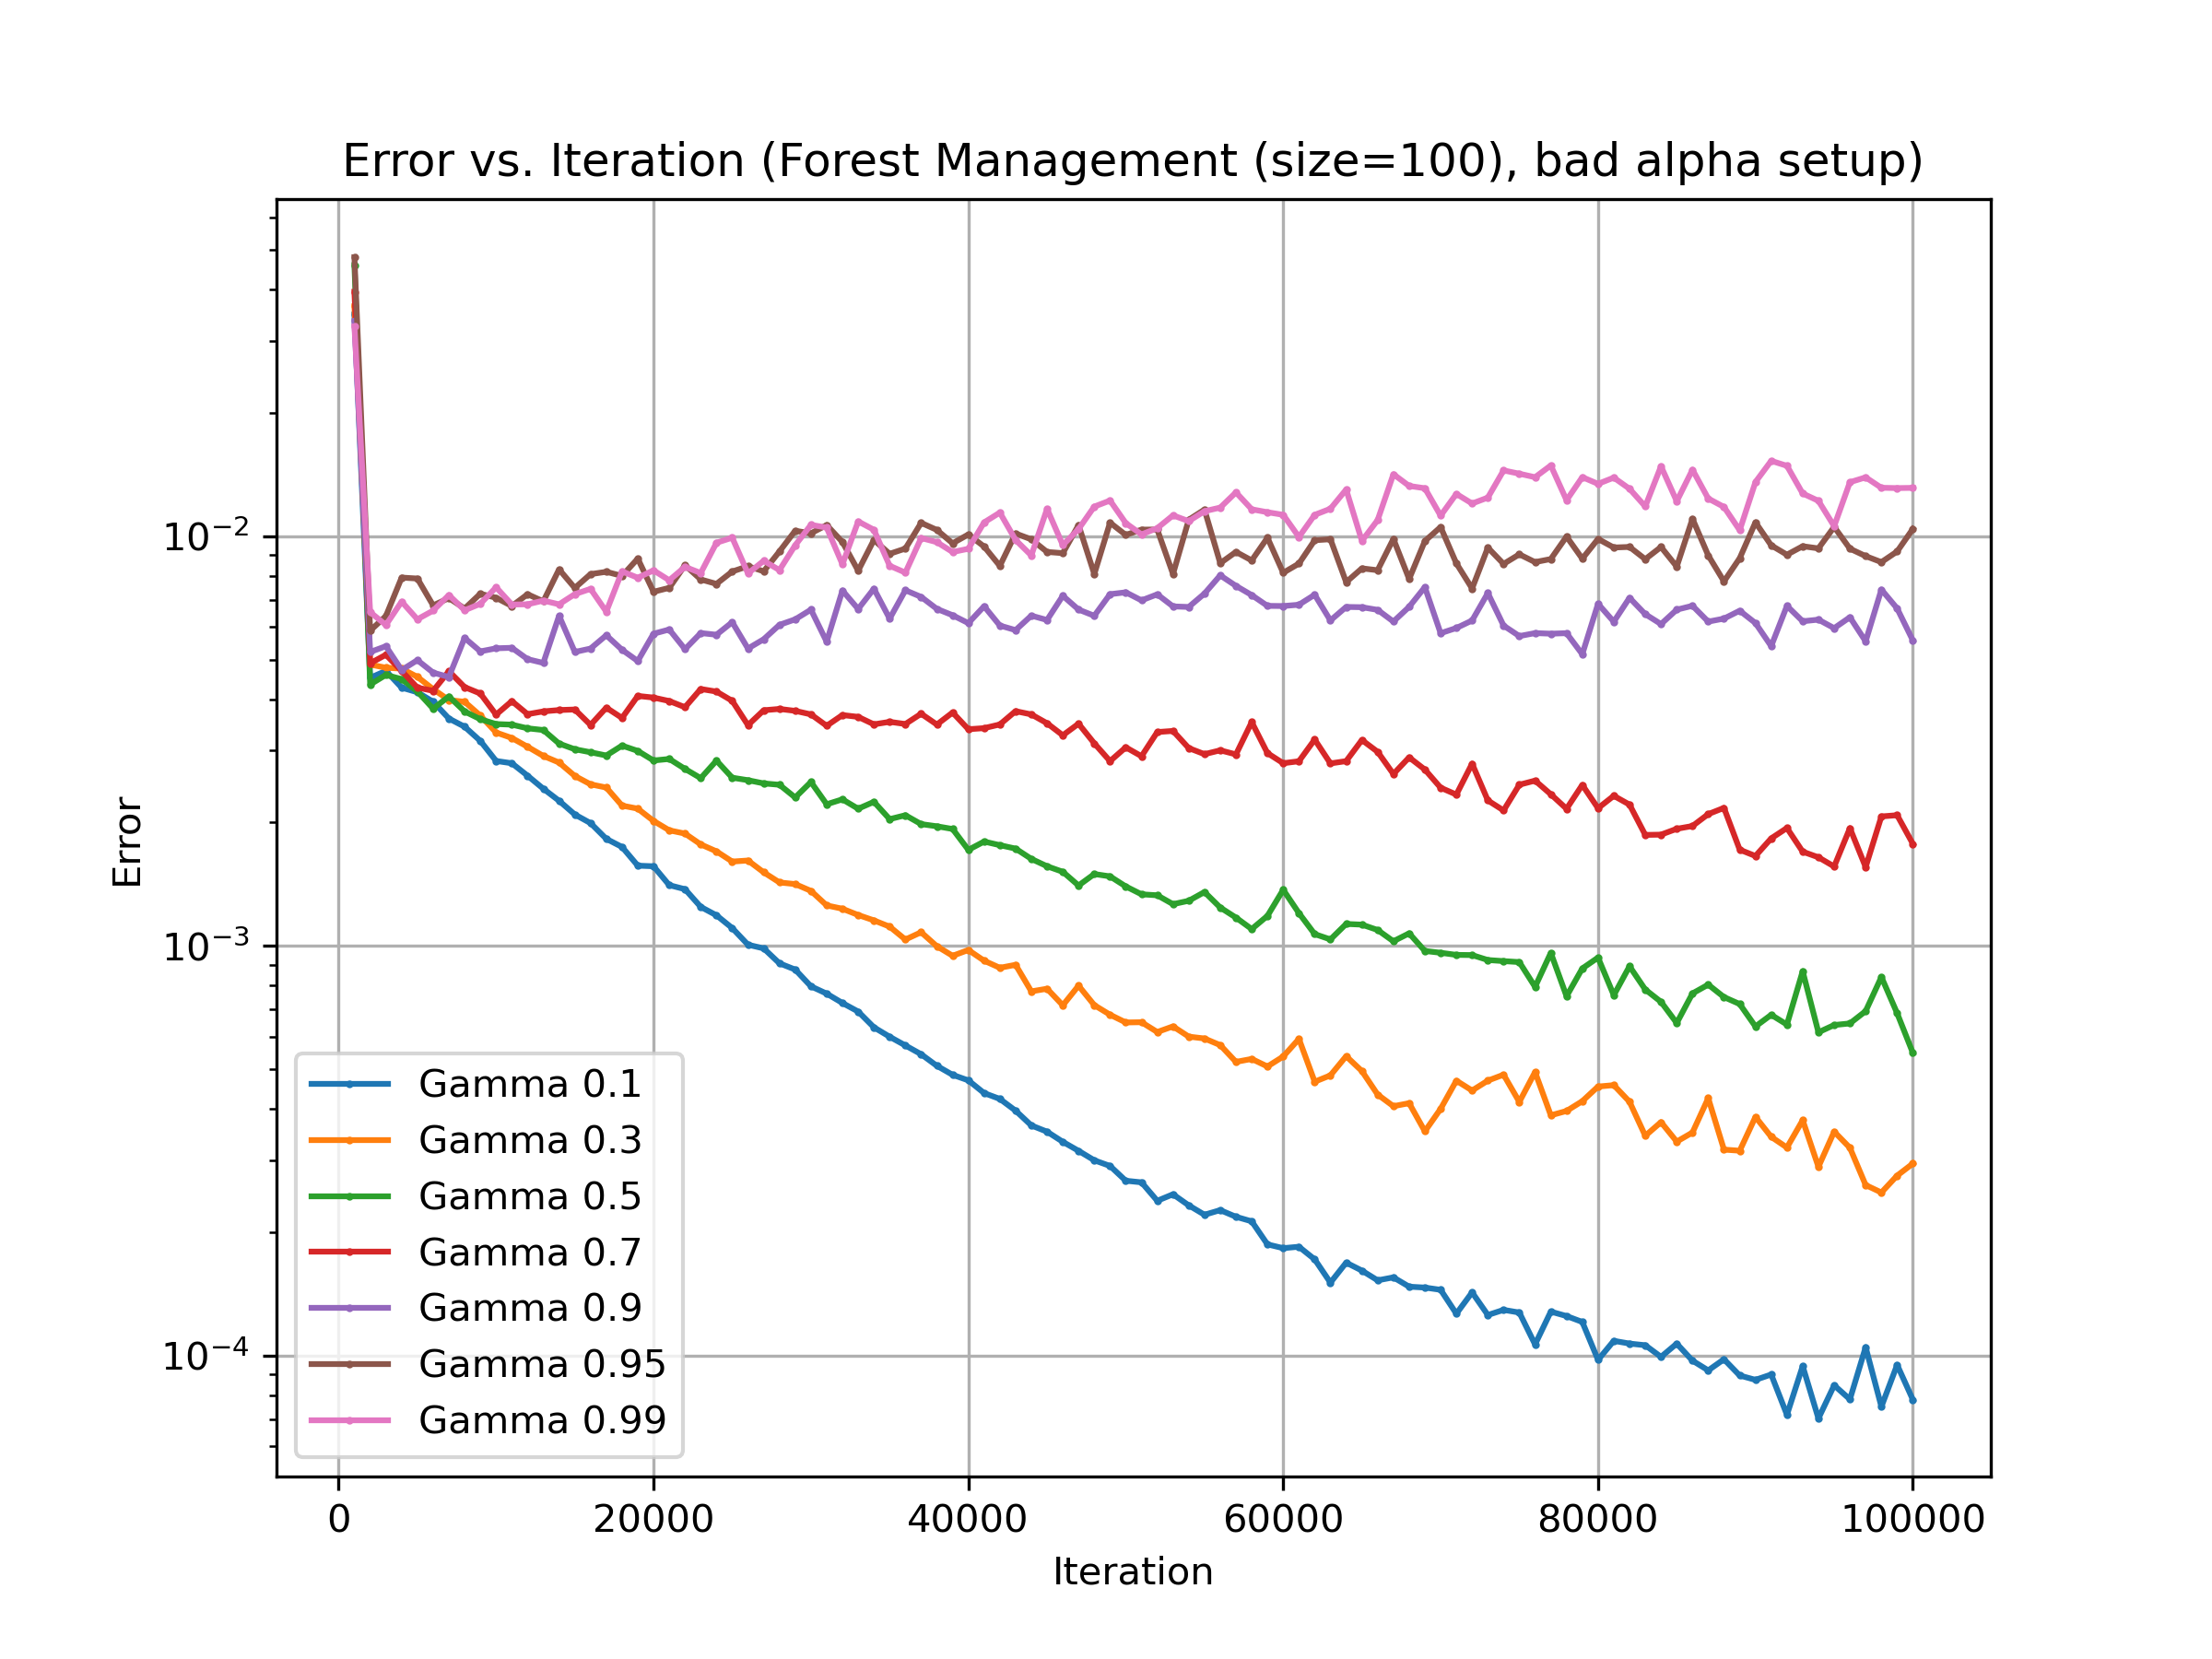 Error vs. Iteration (Forest Management (size=100), bad alpha setup)
Error
10⁻²
10⁻³
10⁻⁴
Gamma 0.1
Gamma 0.3
Gamma 0.5
Gamma 0.7
Gamma 0.9
Gamma 0.95
Gamma 0.99
0 20000 40000 60000 80000 100000
Iteration